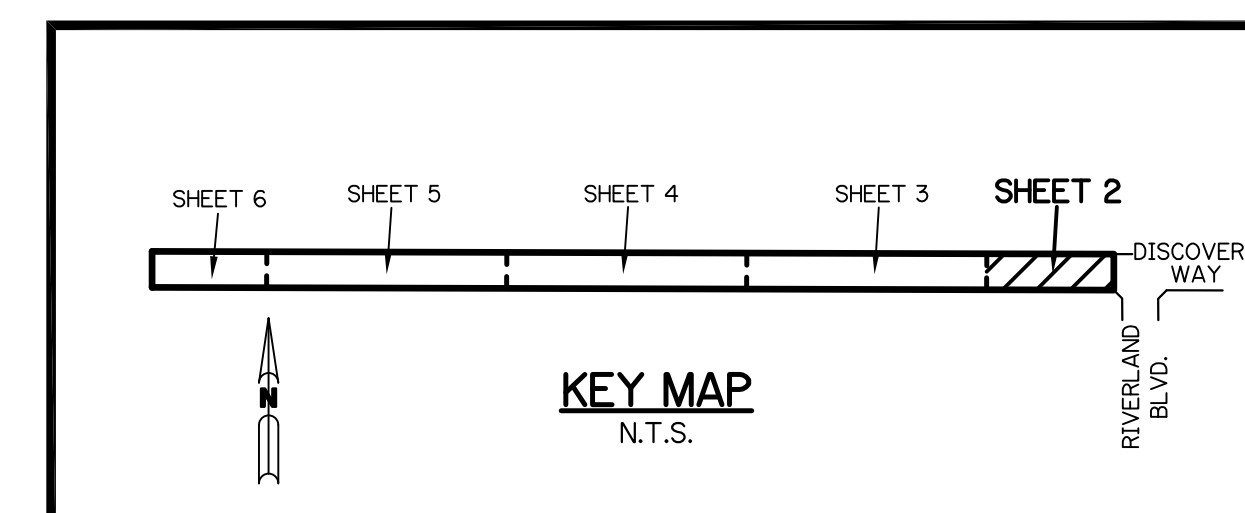 SHEET 6
SHEET 5
SHEET 4
SHEET 3
SHEET 2
DISCOVER
WAY
RIVERLAND
BLVD.
N
KEY MAP
N.T.S.